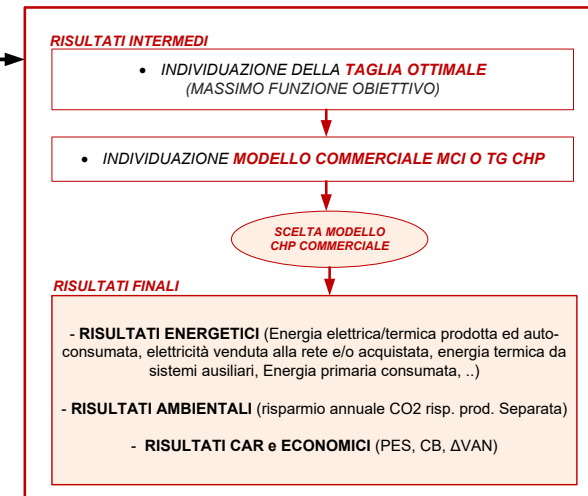 RISULTATI INTERMEDI
• INDIVIDUAZIONE DELLA TAGLIA OTTIMALE
(MASSIMO FUNZIONE OBIETTIVO)
• INDIVIDUAZIONE MODELLO COMMERCIALE MCI O TG CHP
SCELTA MODELLO
CHP COMMERCIALE
RISULTATI FINALI
- RISULTATI ENERGETICI (Energia elettrica/termica prodotta ed auto-
consumata, elettricità venduta alla rete e/o acquistata, energia termica da
sistemi ausiliari, Energia primaria consumata, ..)
- RISULTATI AMBIENTALI (risparmio annuale CO2 risp. prod. Separata)
- RISULTATI CAR e ECONOMICI (PES, CB, ΔVAN)